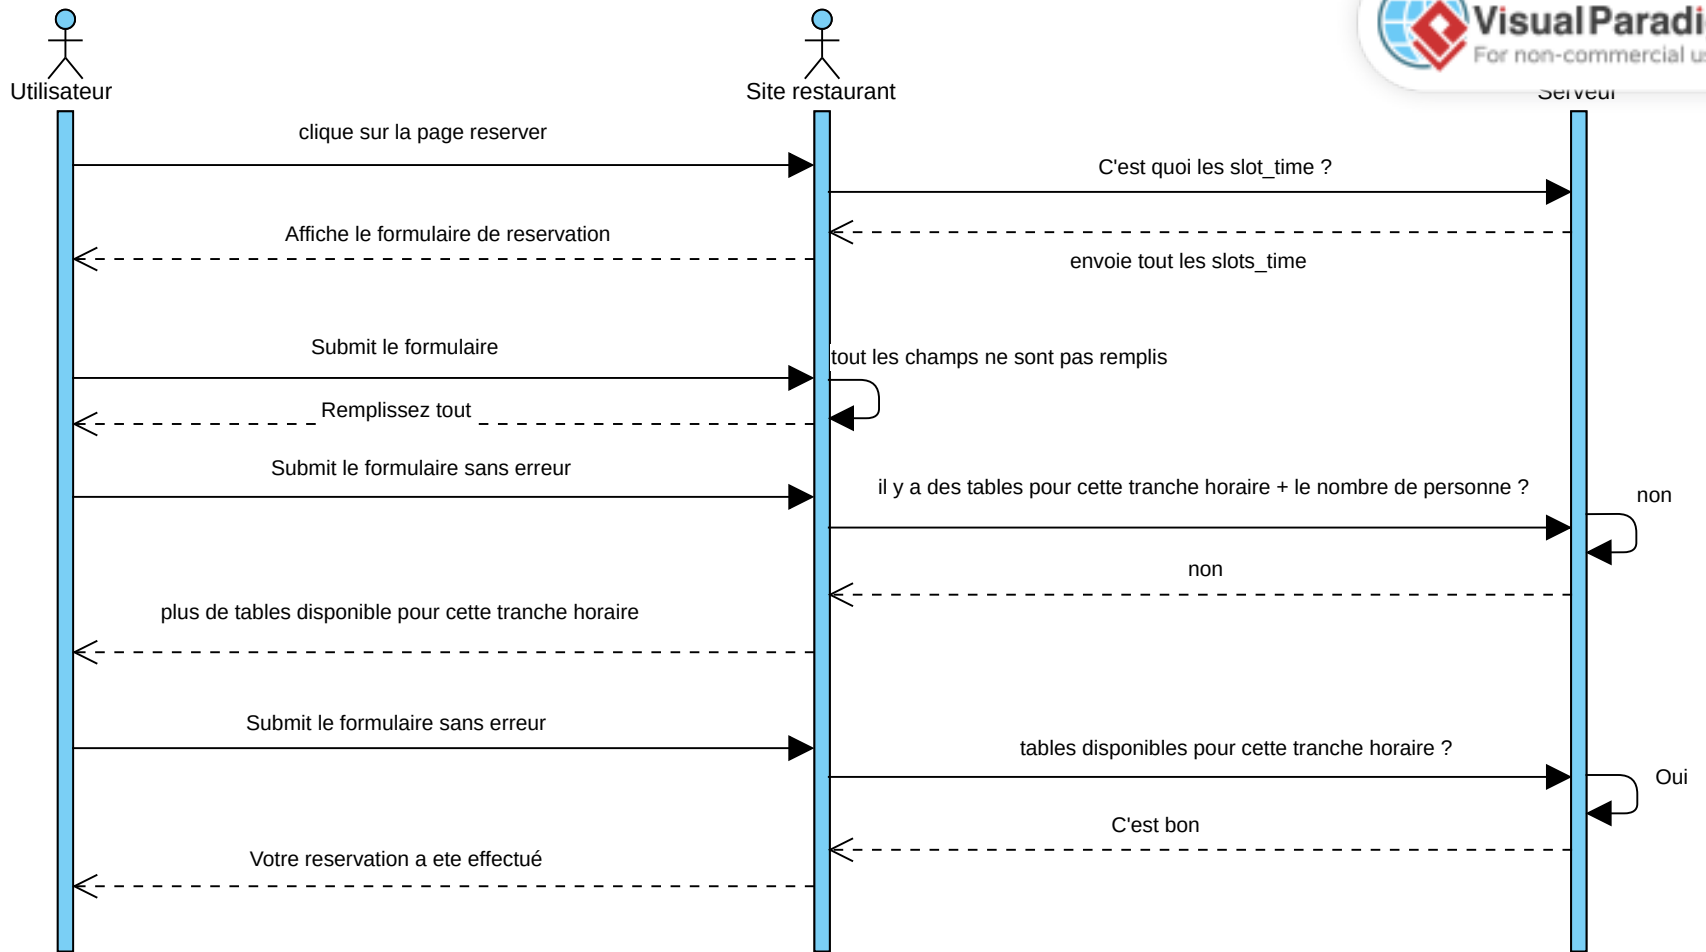 VisualParadi
For non-commercial us
Utilisateur
Site restaurant
Serveur
clique sur la page reserver
C'est quoi les slot_time ?
Affiche le formulaire de reservation
envoie tout les slots_time
Submit le formulaire
tout les champs ne sont pas remplis
Remplissez tout
Submit le formulaire sans erreur
il y a des tables pour cette tranche horaire + le nombre de personne ?
non
non
plus de tables disponible pour cette tranche horaire
Submit le formulaire sans erreur
tables disponibles pour cette tranche horaire ?
Oui
C'est bon
Votre reservation a ete effectué